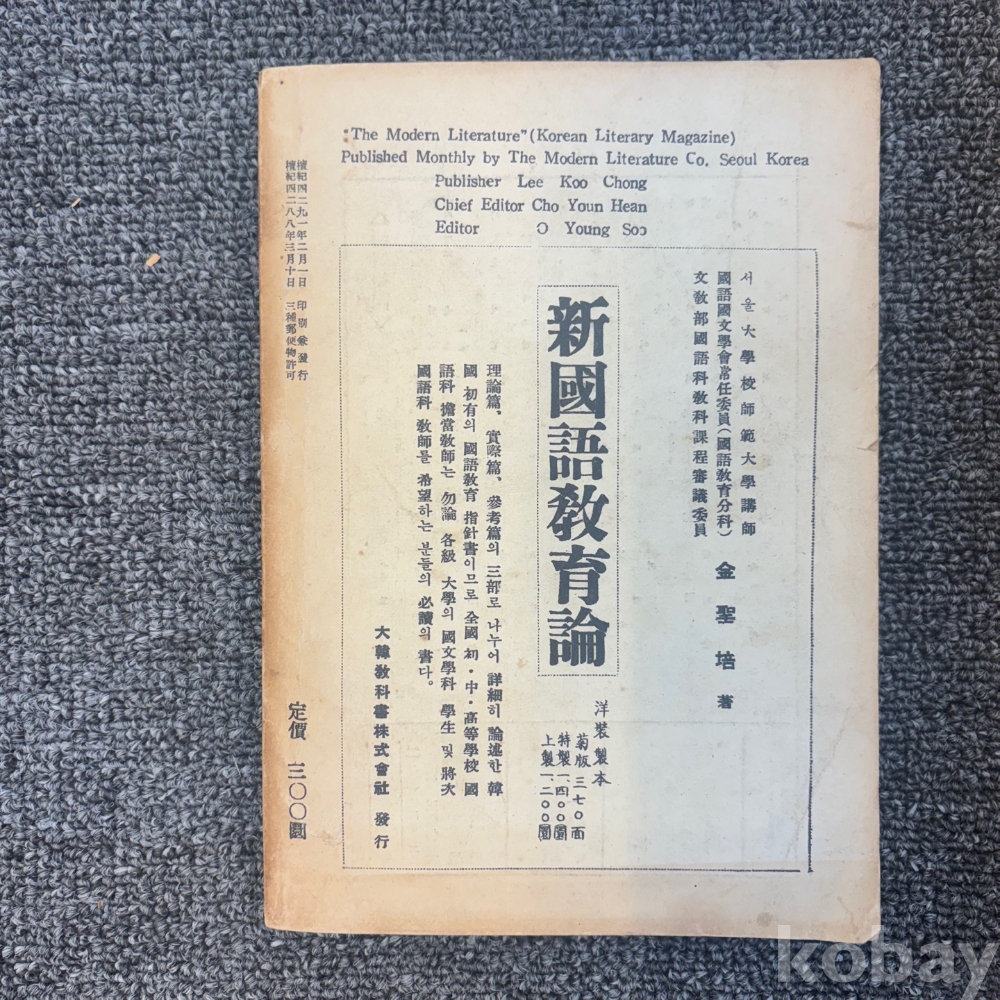 "The Modern Literature" (Korean Literary Magazine)
Published Monthly by The Modern Literature Co. Seoul Korea
Publisher Lee Koo Chong
Chief Editor Cho Youn Hean
Editor O Young Soo
서울大學校師範大學講師
國語國文學會常任委員(國語敎育分科)
文敎部國語科敎科課程審議委員
金聖培 著
新國語敎育論
洋裝製本
菊版 三七○面
特製一、四○○圜
上製一、二○○圜
理論篇、實際篇、參考篇의 三部로 나누어 詳細히 論述한 韓
國 初有의 國語敎育 指針書이므로 全國 初·中·高等學校 國
語科 擔當敎師는 勿論 各級 大學의 國文學科 學生 및 將次
國語科 敎師를 希望하는 분들의 必讀의 書다。
大韓敎科書株式會社 發行
檀紀四二九一年二月一日 印刷兼發行
檀紀四二八八年三月十日 三種郵便物許可
定價 三○○圜
kobay